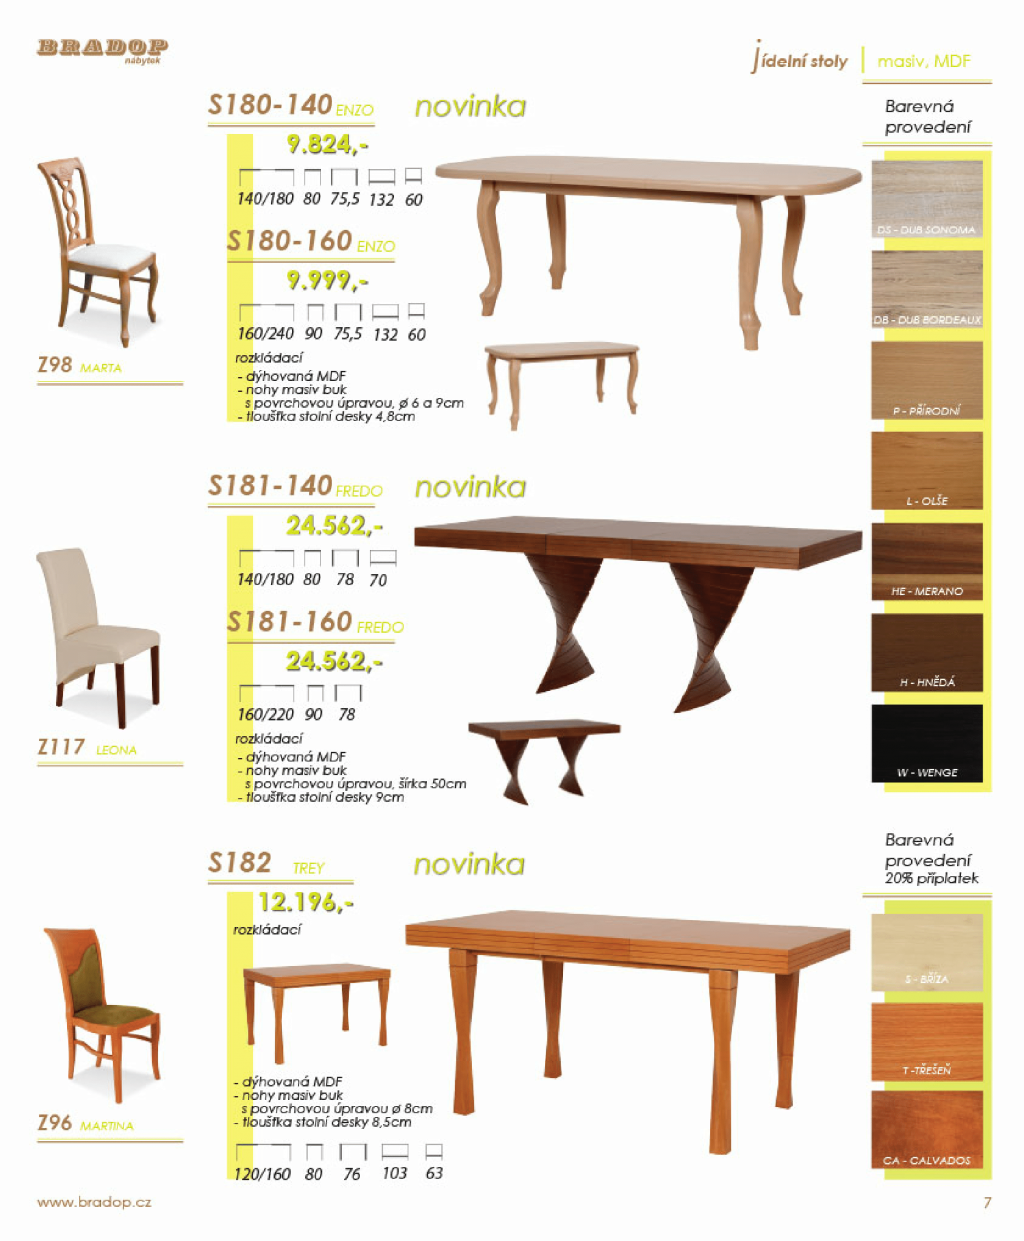 BRADOP
nábytek
jídelní stoly
masiv, MDF
S180-140 ENZO
novinka
9.824,-
140/180 80 75,5 132 60
S180-160 ENZO
9.999,-
160/240 90 75,5 132 60
rozkládací
- dýhovaná MDF
- nohy masiv buk
s povrchovou úpravou, ø 6 a 9cm
- tloušťka stolní desky 4,8cm
Z98 MARTA
Barevná
provedení
DS - DUB SONOMA
DB - DUB BORDEAUX
P - PŘÍRODNÍ
L - OLŠE
HE - MERANO
H - HNĚDÁ
W - WENGE
S181-140 FREDO
novinka
24.562,-
140/180 80 78 70
S181-160 FREDO
24.562,-
160/220 90 78
rozkládací
- dýhovaná MDF
- nohy masiv buk
s povrchovou úpravou, šírka 50cm
- tloušťka stolní desky 9cm
Z117 LEONA
S182 TREY
novinka
12.196,-
rozkládací
- dýhovaná MDF
- nohy masiv buk
s povrchovou úpravou ø 8cm
- tloušťka stolní desky 8,5cm
120/160 80 76 103 63
Z96 MARTINA
Barevná
provedení
20% příplatek
S - BŘÍZA
T -TŘEŠEŇ
CA - CALVADOS
www.bradop.cz
7